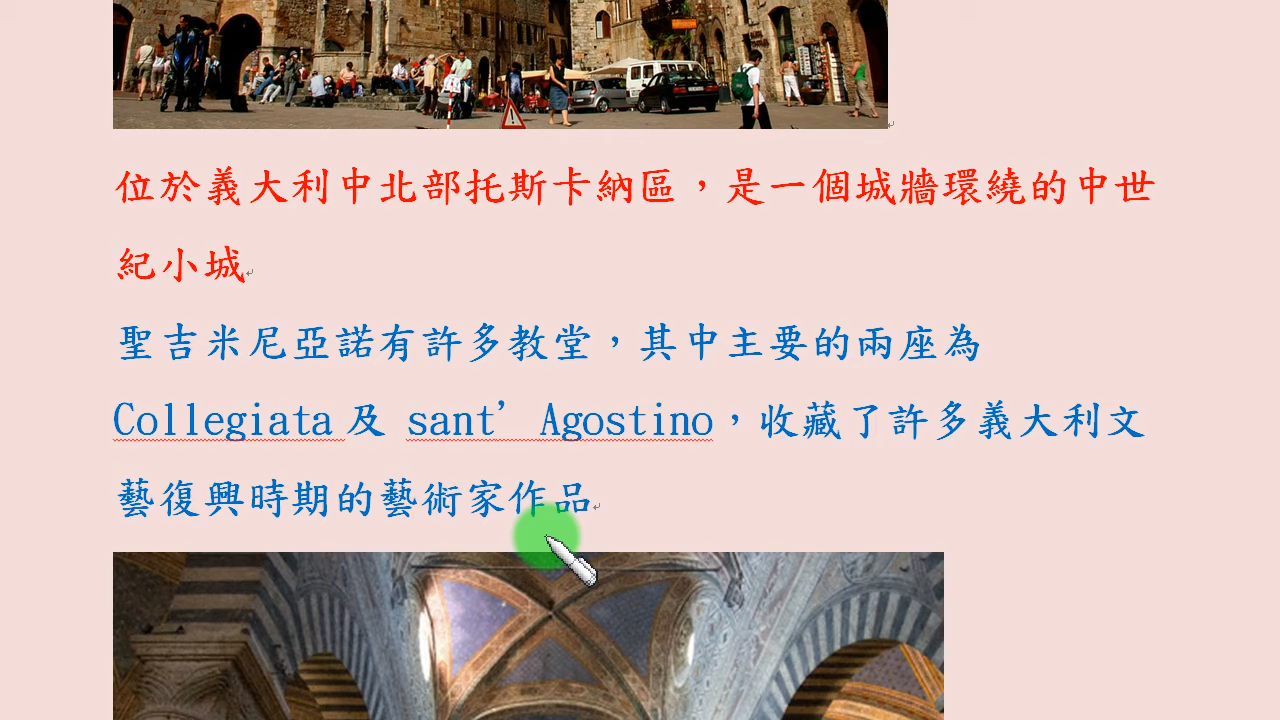 位於義大利中北部托斯卡納區，是一個城牆環繞的中世
紀小城
聖吉米尼亞諾有許多教堂，其中主要的兩座為
Collegiata 及 sant’ Agostino，收藏了許多義大利文
藝復興時期的藝術家作品